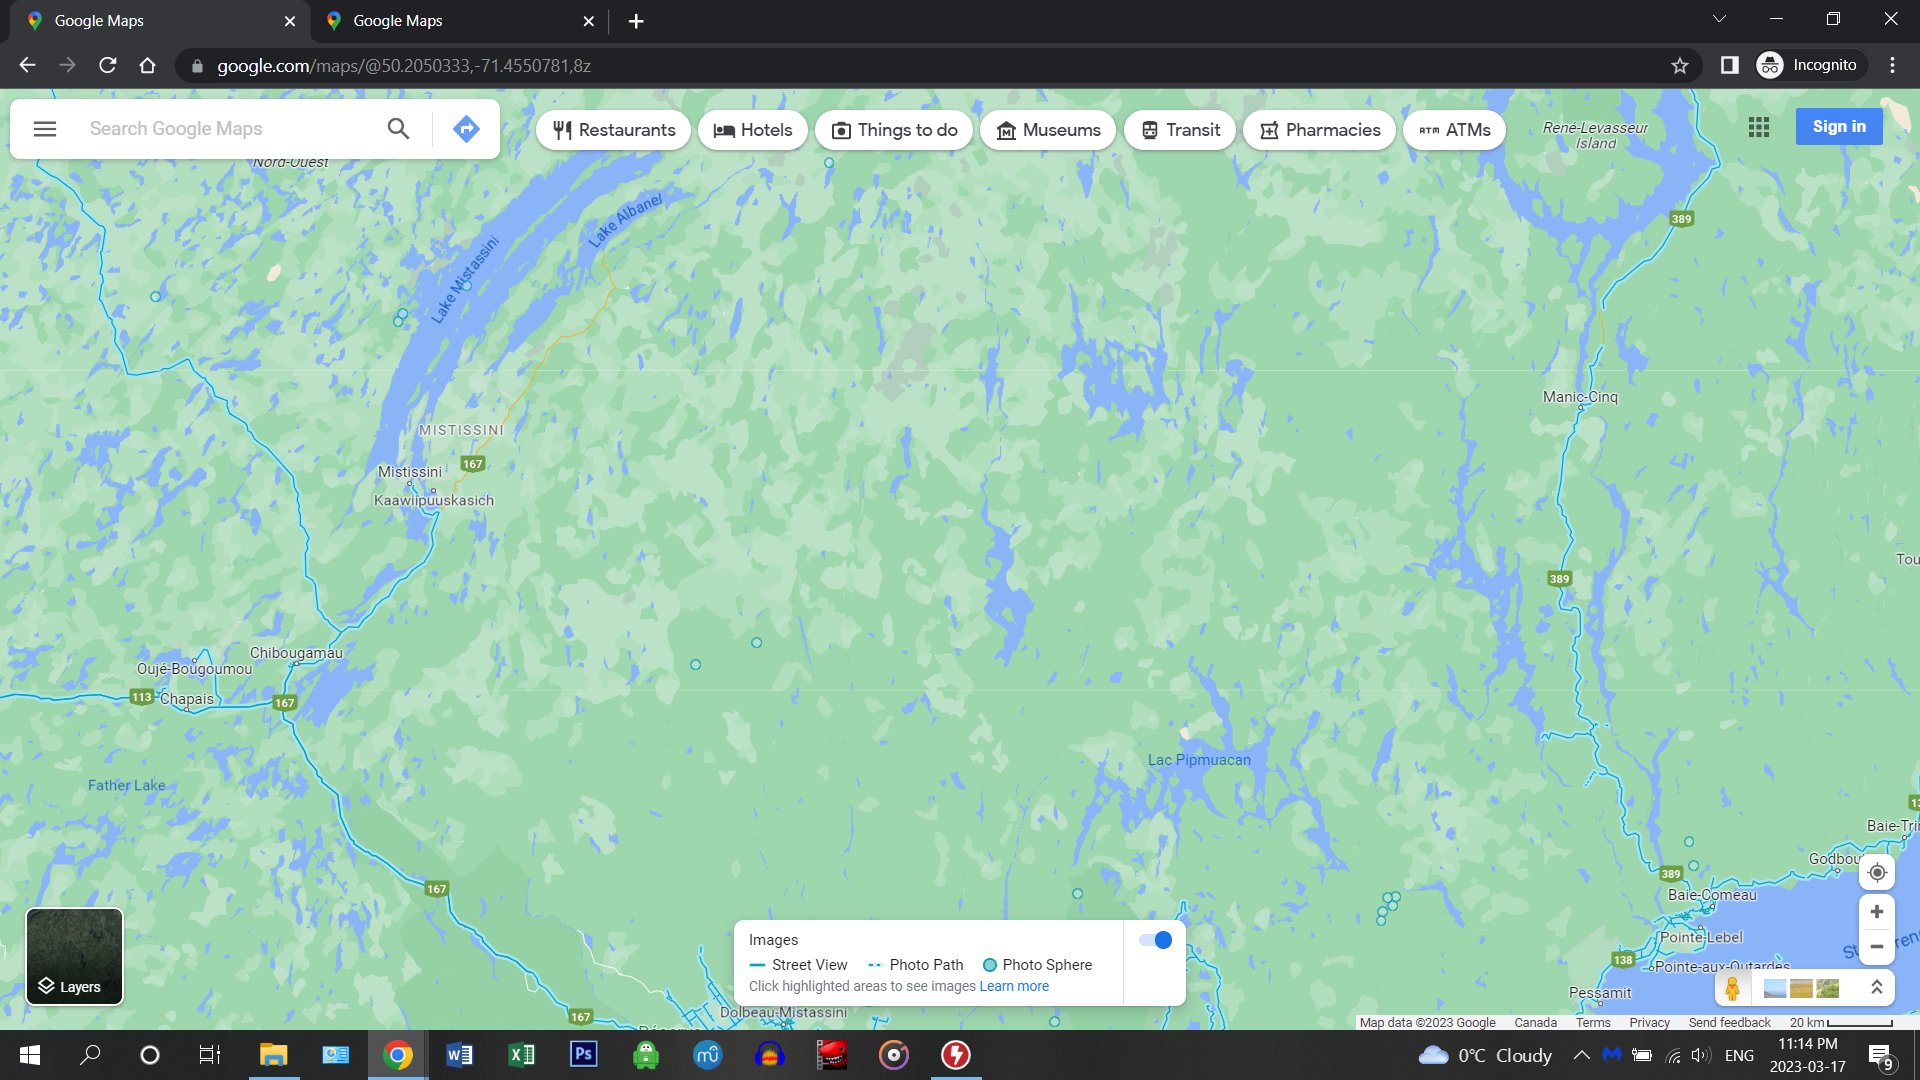 Google Maps
Google Maps
google.com/maps/@50.2050333,-71.4550781,8z
Incognito
Search Google Maps
Restaurants
Hotels
Things to do
Museums
Transit
Pharmacies
ATMs
Sign in
René-Levasseur
Island
Nord-Ouest
Lake Albanel
389
Lake Mistassini
Manic-Cinq
MISTISSINI
167
Mistissini
Kaawiipuuskasich
Tou
389
Chibougamau
Oujé-Bougoumou
113
Chapais
167
Lac Pipmuacan
Father Lake
13
Baie-Trin
Godbout
389
167
Baie-Comeau
Pointe-Lebel
138
Pointe-aux-Outardes
Pessamit
Images
Street View
Photo Path
Photo Sphere
Click highlighted areas to see images Learn more
Layers
167
Dolbeau-Mistassini
Map data ©2023 Google
Canada
Terms
Privacy
Send feedback
20 km
0°C Cloudy
ENG
11:14 PM
2023-03-17
9